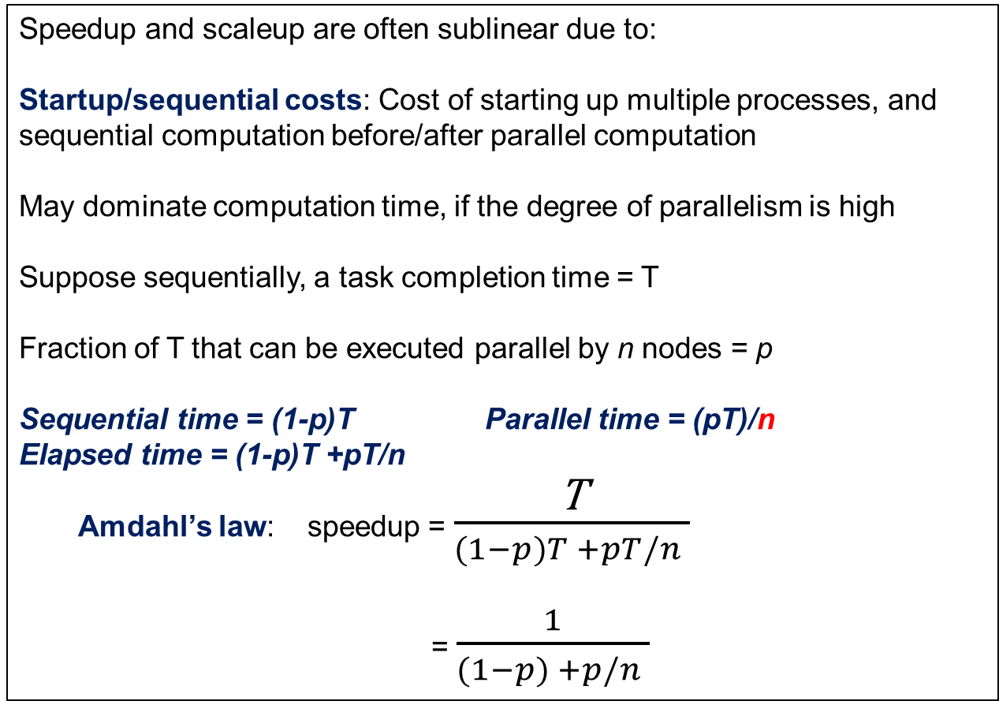 Speedup and scaleup are often sublinear due to:
Startup/sequential costs: Cost of starting up multiple processes, and
sequential computation before/after parallel computation
May dominate computation time, if the degree of parallelism is high
Suppose sequentially, a task completion time = T
Fraction of T that can be executed parallel by n nodes = p
Sequential time = (1-p)T Parallel time = (pT)/n
Elapsed time = (1-p)T +pT/n
T
Amdahl’s law: speedup =
(1−p)T +pT/n
1
=
(1−p) +p/n